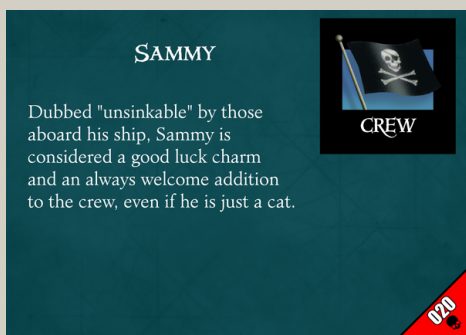 SAMMY
CREW
Dubbed "unsinkable" by those
aboard his ship, Sammy is
considered a good luck charm
and an always welcome addition
to the crew, even if he is just a cat.
020